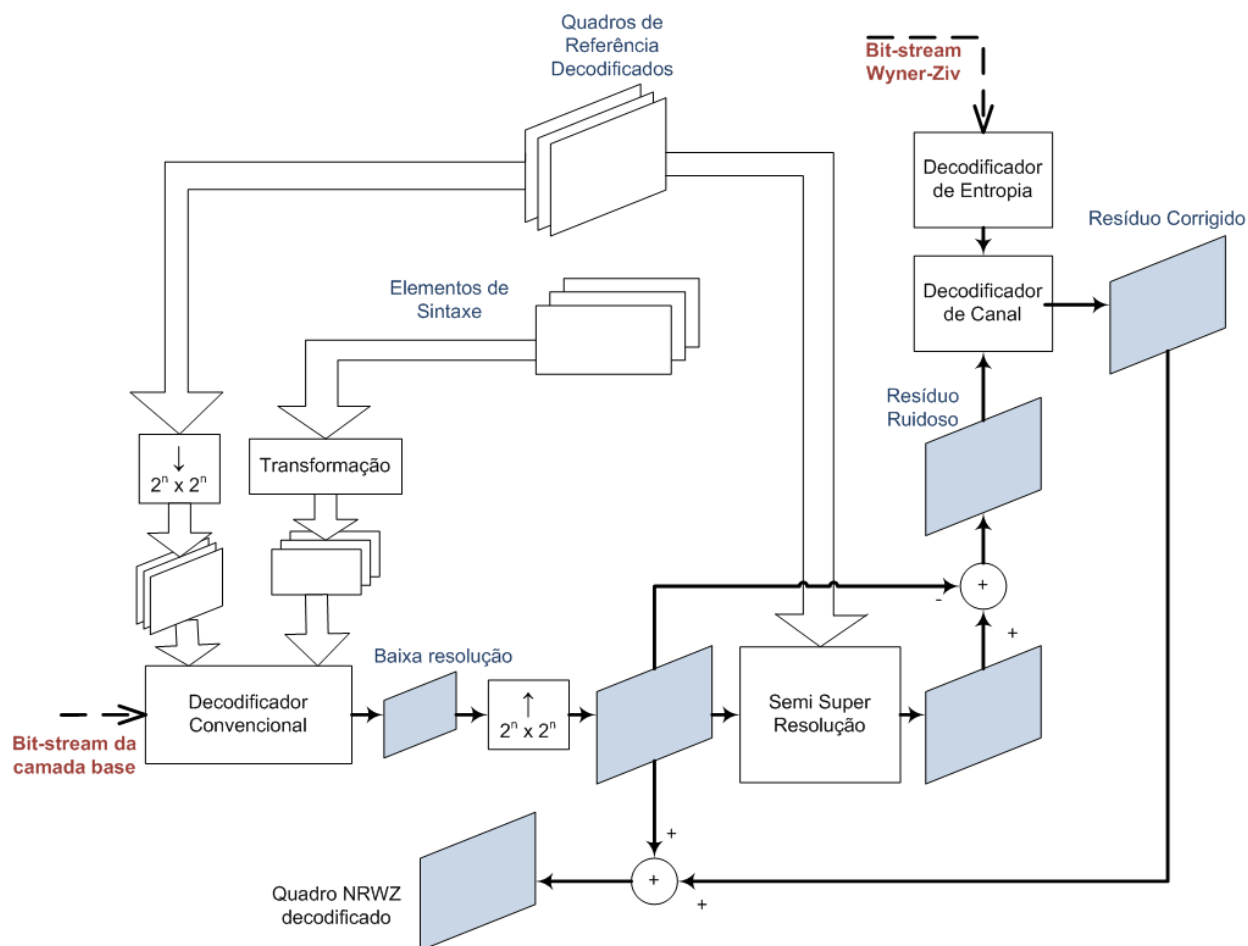 Quadros de
Referência
Decodificados
Bit-stream
Wyner-Ziv
Decodificador
de Entropia
Resíduo Corrigido
Elementos de
Sintaxe
Decodificador
de Canal
Resíduo
Ruidoso
↓
2ⁿ x 2ⁿ
Transformação
+
-
+
Baixa resolução
Decodificador
Convencional
↑
2ⁿ x 2ⁿ
Semi Super
Resolução
Bit-stream da
camada base
+
+
+
Quadro NRWZ
decodificado